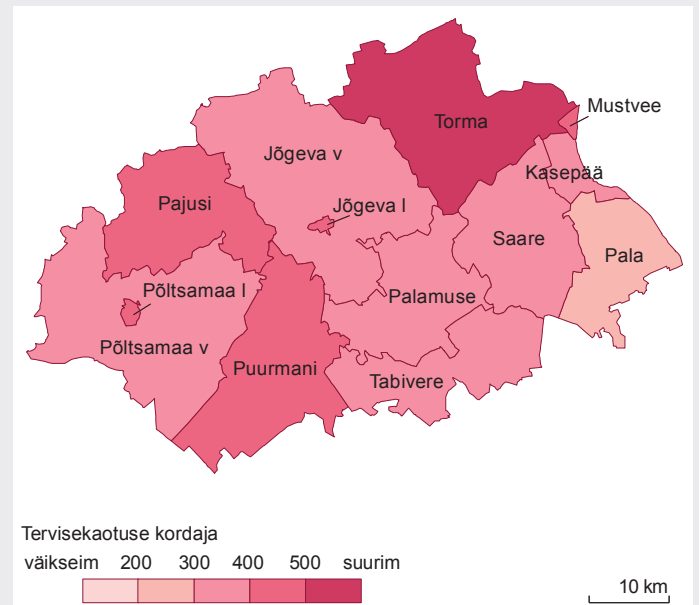 Torma
Mustvee
Jõgeva v
Kasepää
Pajusi
Jõgeva l
Saare
Pala
Põltsamaa l
Palamuse
Põltsamaa v
Puurmani
Tabivere
Tervisekaotuse kordaja
väikseim 200 300 400 500 suurim
10 km